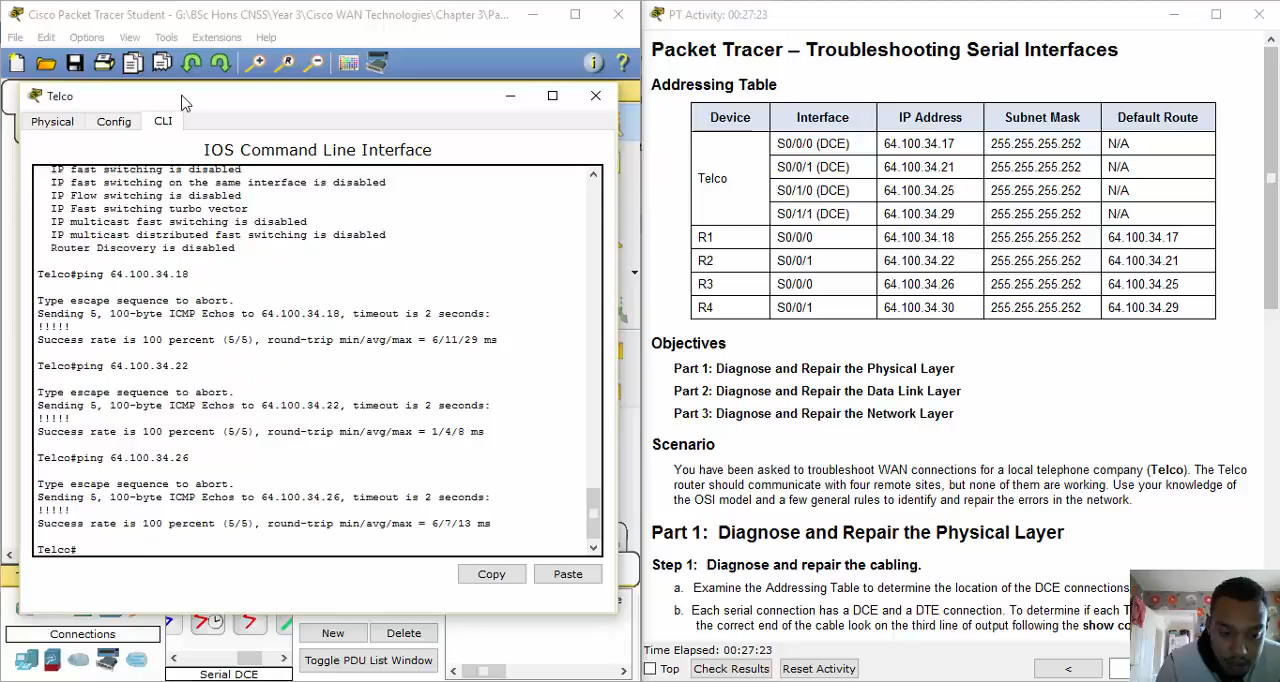 Cisco Packet Tracer Student - G:\BSc Hons CNSS\Year 3\Cisco WAN Technologies\Chapter 3\Pa...
File Edit Options View Tools Extensions Help
Telco
Physical Config CLI
IOS Command Line Interface
IP fast switching is disabled
IP fast switching on the same interface is disabled
IP Flow switching is disabled
IP Fast switching turbo vector
IP multicast fast switching is disabled
IP multicast distributed fast switching is disabled
Router Discovery is disabled
Telco#ping 64.100.34.18
Type escape sequence to abort.
Sending 5, 100-byte ICMP Echos to 64.100.34.18, timeout is 2 seconds:
!!!!!
Success rate is 100 percent (5/5), round-trip min/avg/max = 6/11/29 ms
Telco#ping 64.100.34.22
Type escape sequence to abort.
Sending 5, 100-byte ICMP Echos to 64.100.34.22, timeout is 2 seconds:
!!!!!
Success rate is 100 percent (5/5), round-trip min/avg/max = 1/4/8 ms
Telco#ping 64.100.34.26
Type escape sequence to abort.
Sending 5, 100-byte ICMP Echos to 64.100.34.26, timeout is 2 seconds:
!!!!!
Success rate is 100 percent (5/5), round-trip min/avg/max = 6/7/13 ms
Telco#
Copy Paste
Connections
New Delete
Toggle PDU List Window
Serial DCE
PT Activity: 00:27:23
Packet Tracer – Troubleshooting Serial Interfaces
Addressing Table
Device Interface IP Address Subnet Mask Default Route
Telco
S0/0/0 (DCE) 64.100.34.17 255.255.255.252 N/A
S0/0/1 (DCE) 64.100.34.21 255.255.255.252 N/A
S0/1/0 (DCE) 64.100.34.25 255.255.255.252 N/A
S0/1/1 (DCE) 64.100.34.29 255.255.255.252 N/A
R1 S0/0/0 64.100.34.18 255.255.255.252 64.100.34.17
R2 S0/0/1 64.100.34.22 255.255.255.252 64.100.34.21
R3 S0/0/0 64.100.34.26 255.255.255.252 64.100.34.25
R4 S0/0/1 64.100.34.30 255.255.255.252 64.100.34.29
Objectives
Part 1: Diagnose and Repair the Physical Layer
Part 2: Diagnose and Repair the Data Link Layer
Part 3: Diagnose and Repair the Network Layer
Scenario
You have been asked to troubleshoot WAN connections for a local telephone company (Telco). The Telco
router should communicate with four remote sites, but none of them are working. Use your knowledge of
the OSI model and a few general rules to identify and repair the errors in the network.
Part 1: Diagnose and Repair the Physical Layer
Step 1: Diagnose and repair the cabling.
a. Examine the Addressing Table to determine the location of the DCE connections
b. Each serial connection has a DCE and a DTE connection. To determine if each T
the correct end of the cable look on the third line of output following the show co
Time Elapsed: 00:27:23
Top Check Results Reset Activity <